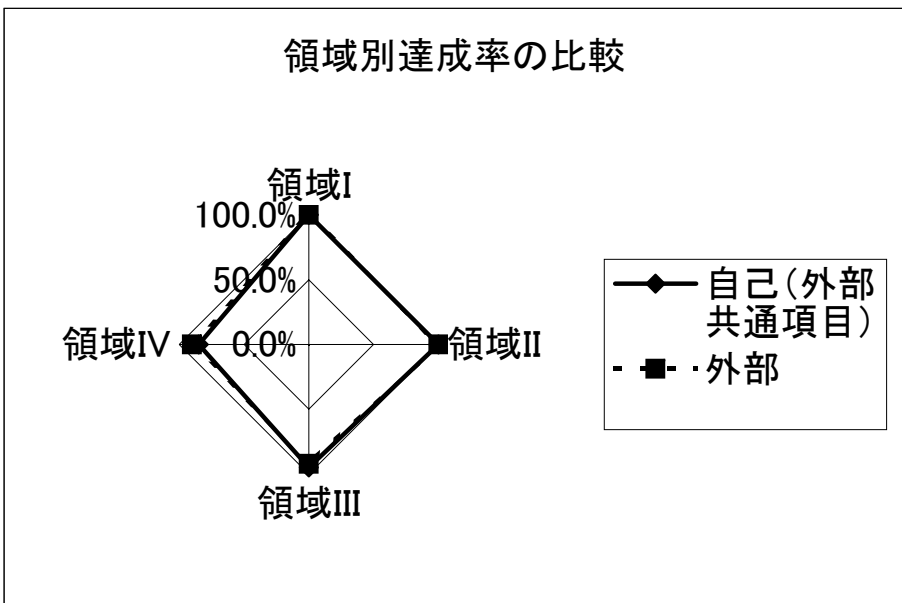 領域別達成率の比較
領域I
100.0%
50.0%
領域IV
0.0%
領域II
領域III
自己(外部
共通項目)
外部